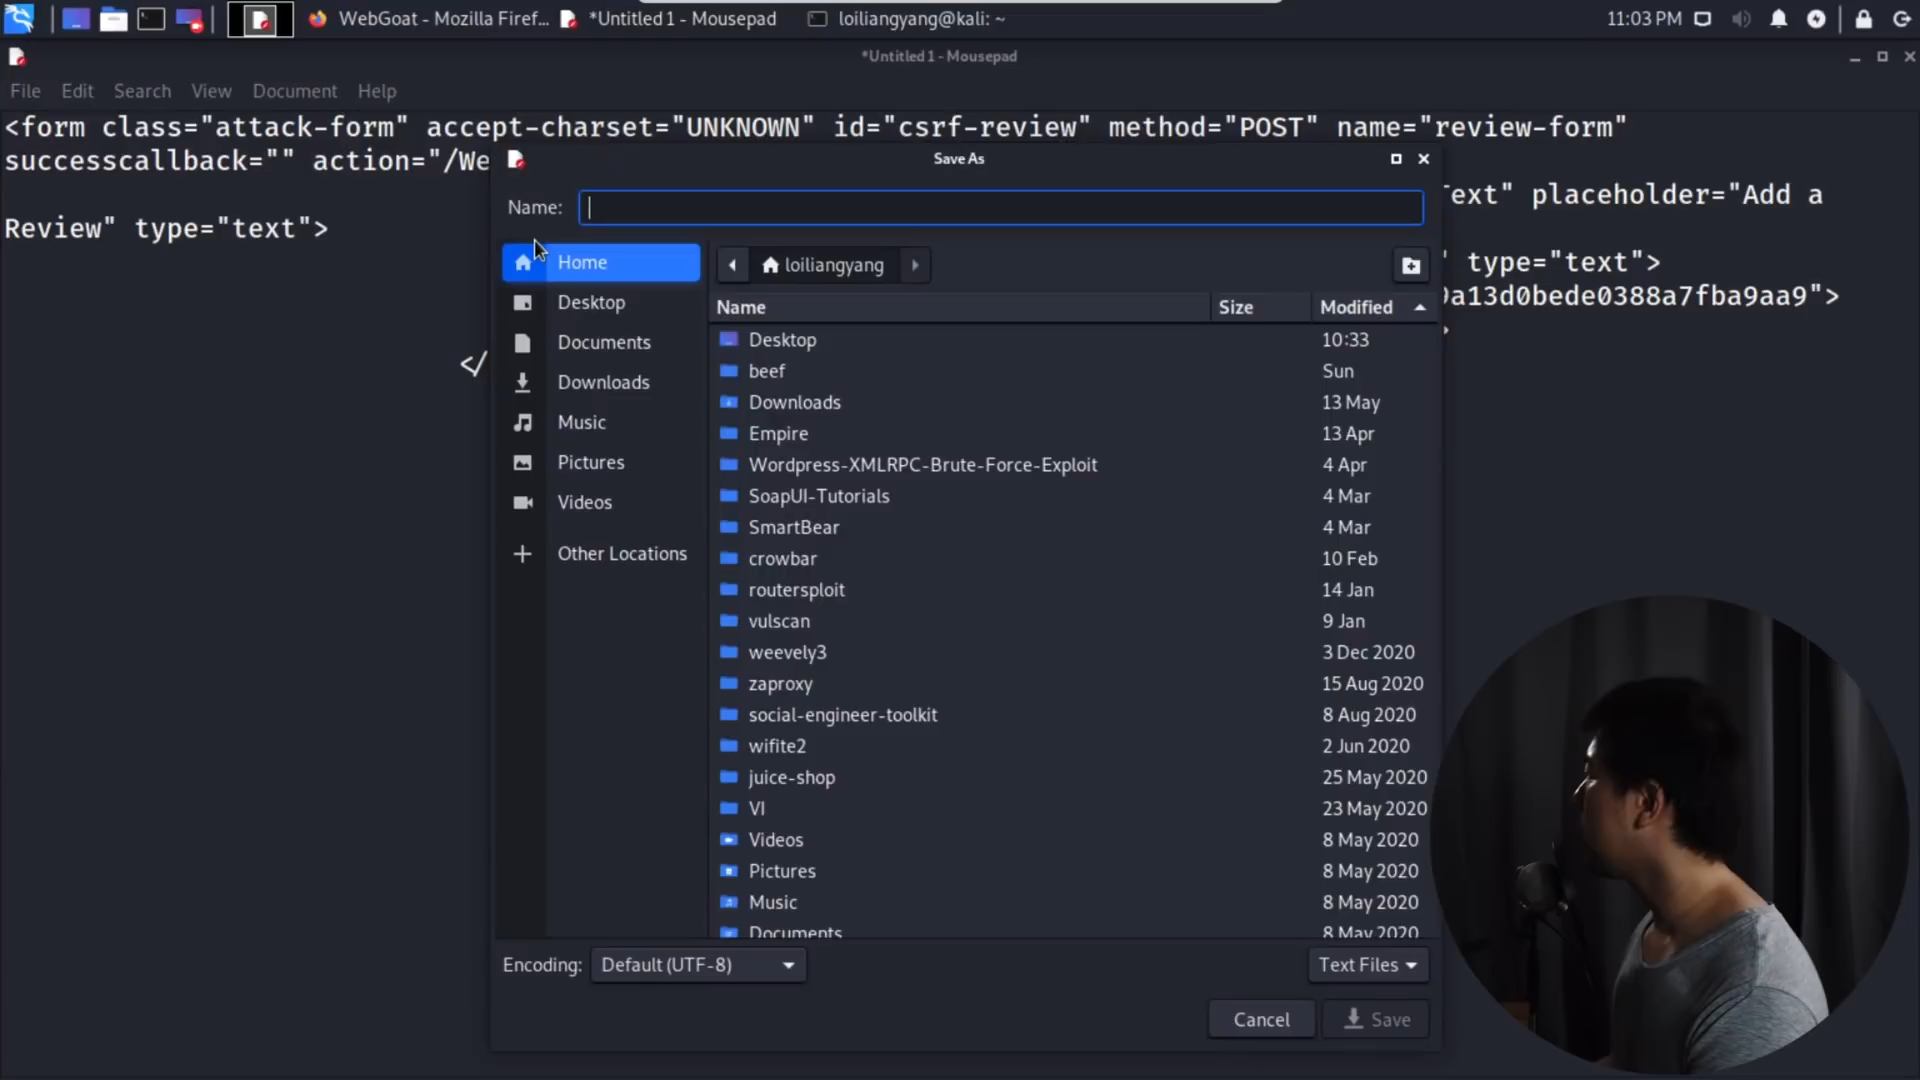 WebGoat - Mozilla Firef...
*Untitled 1 - Mousepad
loiliangyang@kali: ~
11:03 PM
*Untitled 1 - Mousepad
File Edit Search View Document Help
<form class="attack-form" accept-charset="UNKNOWN" id="csrf-review" method="POST" name="review-form"
successcallback="" action="/We
Text" placeholder="Add a
Review" type="text">
" type="text">
9a13d0bede0388a7fba9aa9">
>
</
Save As
Name:
Home
Desktop
Documents
Downloads
Music
Pictures
Videos
Other Locations
loiliangyang
Name Size Modified
Desktop 10:33
beef Sun
Downloads 13 May
Empire 13 Apr
Wordpress-XMLRPC-Brute-Force-Exploit 4 Apr
SoapUI-Tutorials 4 Mar
SmartBear 4 Mar
crowbar 10 Feb
routersploit 14 Jan
vulscan 9 Jan
weevely3 3 Dec 2020
zaproxy 15 Aug 2020
social-engineer-toolkit 8 Aug 2020
wifite2 2 Jun 2020
juice-shop 25 May 2020
VI 23 May 2020
Videos 8 May 2020
Pictures 8 May 2020
Music 8 May 2020
Documents 8 May 2020
Encoding: Default (UTF-8)
Text Files
Cancel
Save